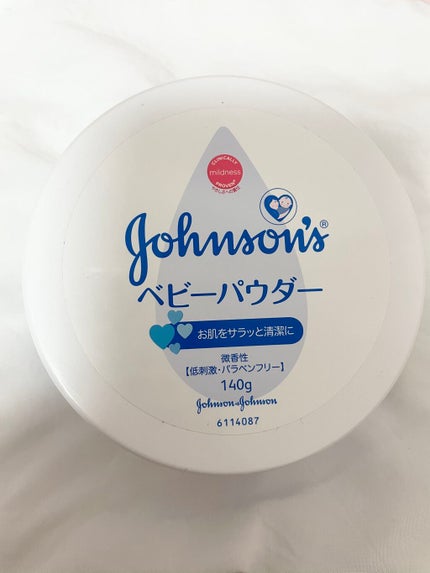 CLINICALLY
mildness
PROVEN
Johnson's®
ベビーパウダー
お肌をサラッと清潔に
微香性
【低刺激・パラベンフリー】
140g
Johnson&Johnson
6114087